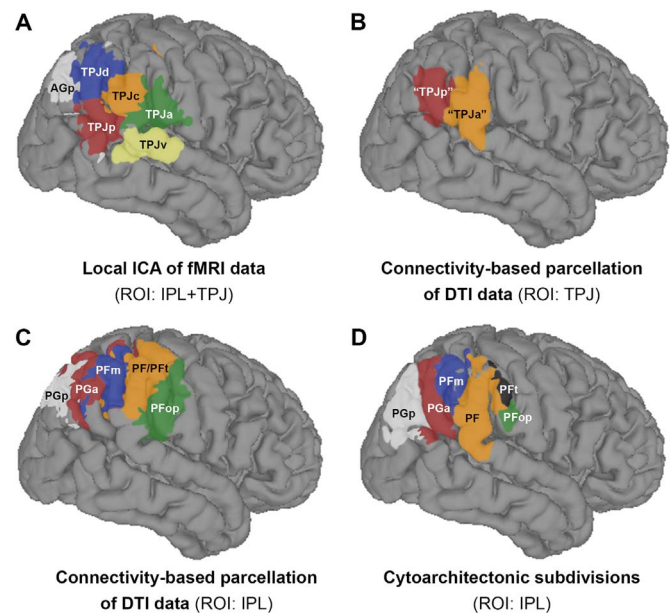 A
AGp
TPJd
TPJc
TPJa
TPJp
TPJv
Local ICA of fMRI data
(ROI: IPL+TPJ)
B
“TPJp”
“TPJa”
Connectivity-based parcellation
of DTI data (ROI: TPJ)
C
PGp
PGa
PFm
PF/PFt
PFop
Connectivity-based parcellation
of DTI data (ROI: IPL)
D
PGp
PGa
PFm
PF
PFt
PFop
Cytoarchitectonic subdivisions
(ROI: IPL)